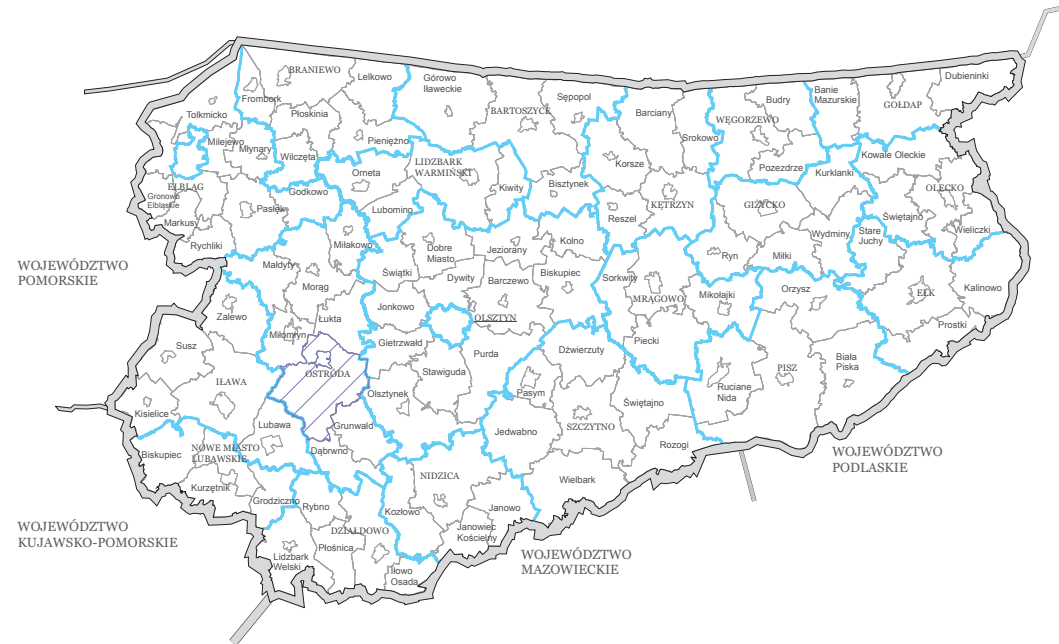 BRANIEWO
Lelkowo
Górowo
Iławeckie
Sępopol
Dubieninki
Frombork
Płoskinia
BARTOSZYCE
Barciany
Budry
Banie
Mazurskie
GOŁDAP
Tolkmicko
Milejewo
Młynary
Wilczęta
Pieniężno
Srokowo
WĘGORZEWO
Pozezdrze
Kowale Oleckie
Orneta
LIDZBARK
WARMIŃSKI
Kiwity
Bisztynek
Korsze
Kurklanki
ELBLĄG
Gronowo
Elbląskie
Godkowo
Pasłęk
Markusy
Rychliki
Lubomino
Reszel
KĘTRZYN
GIŻYCKO
OLECKO
Świętajno
Wieliczki
Stare
Juchy
Wydminy
Miłakowo
Dobre
Miasto
Jeziorany
Kolno
Ryn
Miłki
WOJEWÓDZTWO
POMORSKIE
Małdyty
Morąg
Świątki
Dywity
Barczewo
Biskupiec
Sorkwity
MRĄGOWO
Mikołajki
Orzysz
EŁK
Kalinowo
Zalewo
Łukta
Jonkowo
OLSZTYN
Prostki
Miłomłyn
Gietrzwałd
Purda
Dźwierzuty
Piecki
Susz
OSTRÓDA
Stawiguda
Biała
Piska
PISZ
IŁAWA
Olsztynek
Pasym
Ruciane
Nida
Kisielice
Świętajno
Lubawa
Grunwald
Jedwabno
SZCZYTNO
Rozogi
NOWE MIASTO
LUBAWSKIE
Biskupiec
Dąbrwno
WOJEWÓDZTWO
PODLASKIE
Kurzętnik
NIDZICA
Wielbark
Grodziczno
Rybno
Kozłowo
Janowo
WOJEWÓDZTWO
KUJAWSKO-POMORSKIE
DZIAŁDOWO
Janowiec
Kościelny
Lidzbark
Welski
Płośnica
WOJEWÓDZTWO
MAZOWIECKIE
Iłowo
Osada